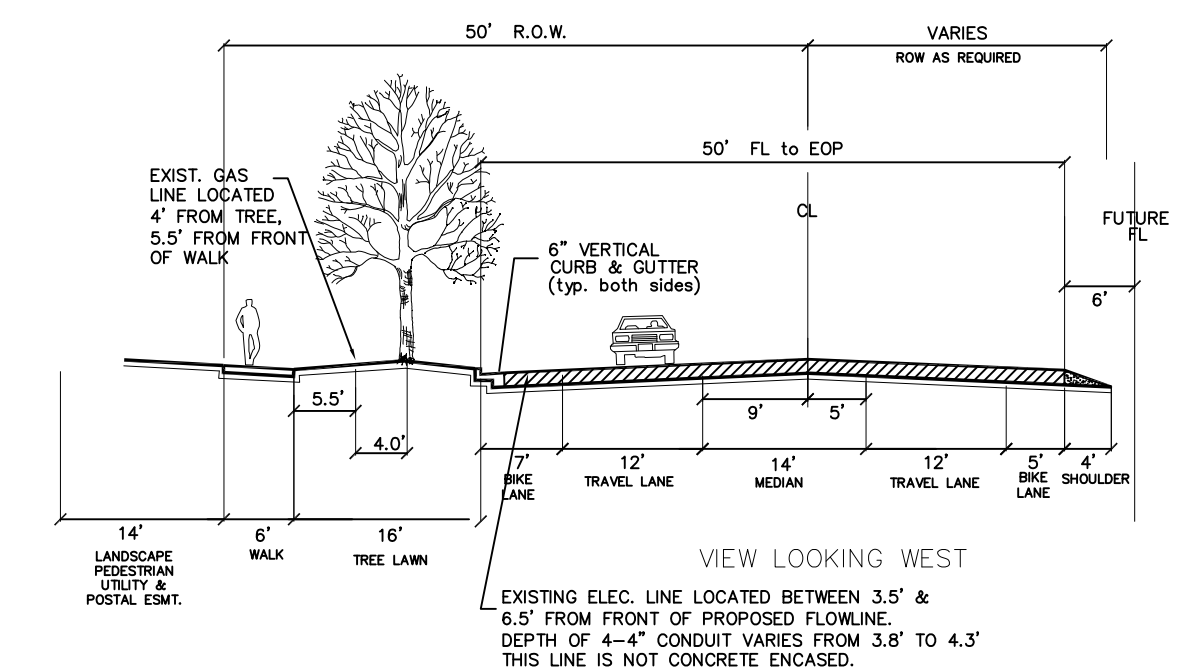 50' R.O.W.
VARIES
ROW AS REQUIRED
50' FL to EOP
EXIST. GAS
LINE LOCATED
4' FROM TREE,
5.5' FROM FRONT
OF WALK
CL
FUTURE
FL
6" VERTICAL
CURB & GUTTER
(typ. both sides)
6'
5.5'
9'
5'
4.0'
7'
BIKE
LANE
12'
TRAVEL LANE
14'
MEDIAN
12'
TRAVEL LANE
5'
BIKE
LANE
4'
SHOULDER
14'
LANDSCAPE
PEDESTRIAN
UTILITY &
POSTAL ESMT.
6'
WALK
16'
TREE LAWN
VIEW LOOKING WEST
EXISTING ELEC. LINE LOCATED BETWEEN 3.5' &
6.5' FROM FRONT OF PROPOSED FLOWLINE.
DEPTH OF 4-4" CONDUIT VARIES FROM 3.8' TO 4.3'
THIS LINE IS NOT CONCRETE ENCASED.